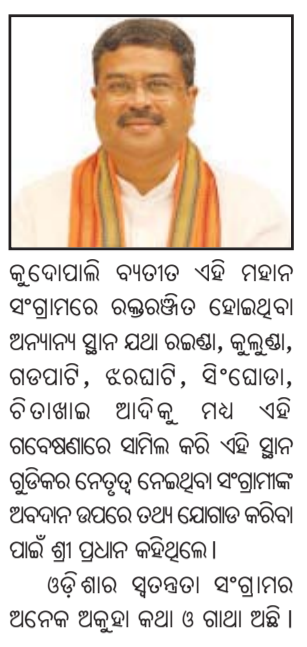 କୁଦୋପାଲି ବ୍ୟତୀତ ଏହି ମହାନ
ସଂଗ୍ରାମରେ ରକ୍ତରଞ୍ଜିତ ହୋଇଥିବା
ଅନ୍ୟାନ୍ୟ ସ୍ଥାନ ଯଥା ରଇଣ୍ଡା, କୁଲୁଣ୍ଡା,
ଗଡପାଟି, ଝରଘାଟି, ସିଂଘୋଡା,
ଚିତାଖାଇ ଆଦିକୁ ମଧ୍ୟ ଏହି
ଗବେଷଣାରେ ସାମିଲ କରି ଏହି ସ୍ଥାନ
ଗୁଡିକର ନେତୃତ୍ୱ ନେଇଥିବା ସଂଗ୍ରାମୀଙ୍କ
ଅବଦାନ ଉପରେ ତଥ୍ୟ ଯୋଗାଡ କରିବା
ପାଇଁ ଶ୍ରୀ ପ୍ରଧାନ କହିଥିଲେ।
ଓଡ଼ିଶାର ସ୍ୱତନ୍ତ୍ରତା ସଂଗ୍ରାମର
ଅନେକ ଅକୁହା କଥା ଓ ଗାଥା ଅଛି।